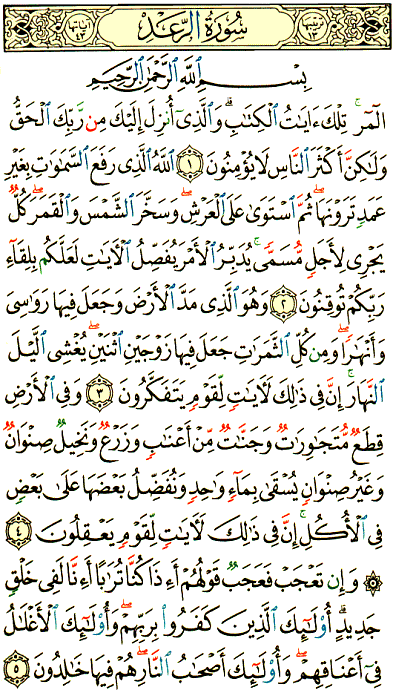 سُورَةُ الرَّعْدِ
بِسْمِ ٱللَّهِ ٱلرَّحْمَٰنِ ٱلرَّحِيمِ
الٓمٓر ۚ تِلْكَ ءَايَٰتُ ٱلْكِتَٰبِ ۗ وَٱلَّذِىٓ أُنزِلَ إِلَيْكَ مِن رَّبِّكَ ٱلْحَقُّ
وَلَٰكِنَّ أَكْثَرَ ٱلنَّاسِ لَا يُؤْمِنُونَ ١ ٱللَّهُ ٱلَّذِى رَفَعَ ٱلسَّمَٰوَٰتِ بِغَيْرِ
عَمَدٍ تَرَوْنَهَا ۖ ثُمَّ ٱسْتَوَىٰ عَلَى ٱلْعَرْشِ ۖ وَسَخَّرَ ٱلشَّمْسَ وَٱلْقَمَرَ ۖ كُلٌّ
يَجْرِى لِأَجَلٍ مُّسَمًّى ۚ يُدَبِّرُ ٱلْأَمْرَ يُفَصِّلُ ٱلْءَايَٰتِ لَعَلَّكُم بِلِقَآءِ
رَبِّكُمْ تُوقِنُونَ ٢ وَهُوَ ٱلَّذِى مَدَّ ٱلْأَرْضَ وَجَعَلَ فِيهَا رَوَٰسِىَ
وَأَنْهَٰرًا ۖ وَمِن كُلِّ ٱلثَّمَرَٰتِ جَعَلَ فِيهَا زَوْجَيْنِ ٱثْنَيْنِ ۖ يُغْشِى ٱلَّيْلَ
ٱلنَّهَارَ ۚ إِنَّ فِى ذَٰلِكَ لَءَايَٰتٍ لِّقَوْمٍ يَتَفَكَّرُونَ ٣ وَفِى ٱلْأَرْضِ
قِطَعٌ مُّتَجَٰوِرَٰتٌ وَجَنَّٰتٌ مِّنْ أَعْنَٰبٍ وَزَرْعٌ وَنَخِيلٌ صِنْوَانٌ
وَغَيْرُ صِنْوَانٍ يُسْقَىٰ بِمَآءٍ وَٰحِدٍ وَنُفَضِّلُ بَعْضَهَا عَلَىٰ بَعْضٍ
فِى ٱلْأُكُلِ ۚ إِنَّ فِى ذَٰلِكَ لَءَايَٰتٍ لِّقَوْمٍ يَعْقِلُونَ ٤
۞ وَإِن تَعْجَبْ فَعَجَبٌ قَوْلُهُمْ أَءِذَا كُنَّا تُرَٰبًا أَءِنَّا لَفِى خَلْقٍ
جَدِيدٍ ۗ أُو۟لَٰٓئِكَ ٱلَّذِينَ كَفَرُوا۟ بِرَبِّهِمْ ۖ وَأُو۟لَٰٓئِكَ ٱلْأَغْلَٰلُ
فِىٓ أَعْنَاقِهِمْ ۖ وَأُو۟لَٰٓئِكَ أَصْحَٰبُ ٱلنَّارِ ۖ هُمْ فِيهَا خَٰلِدُونَ ٥